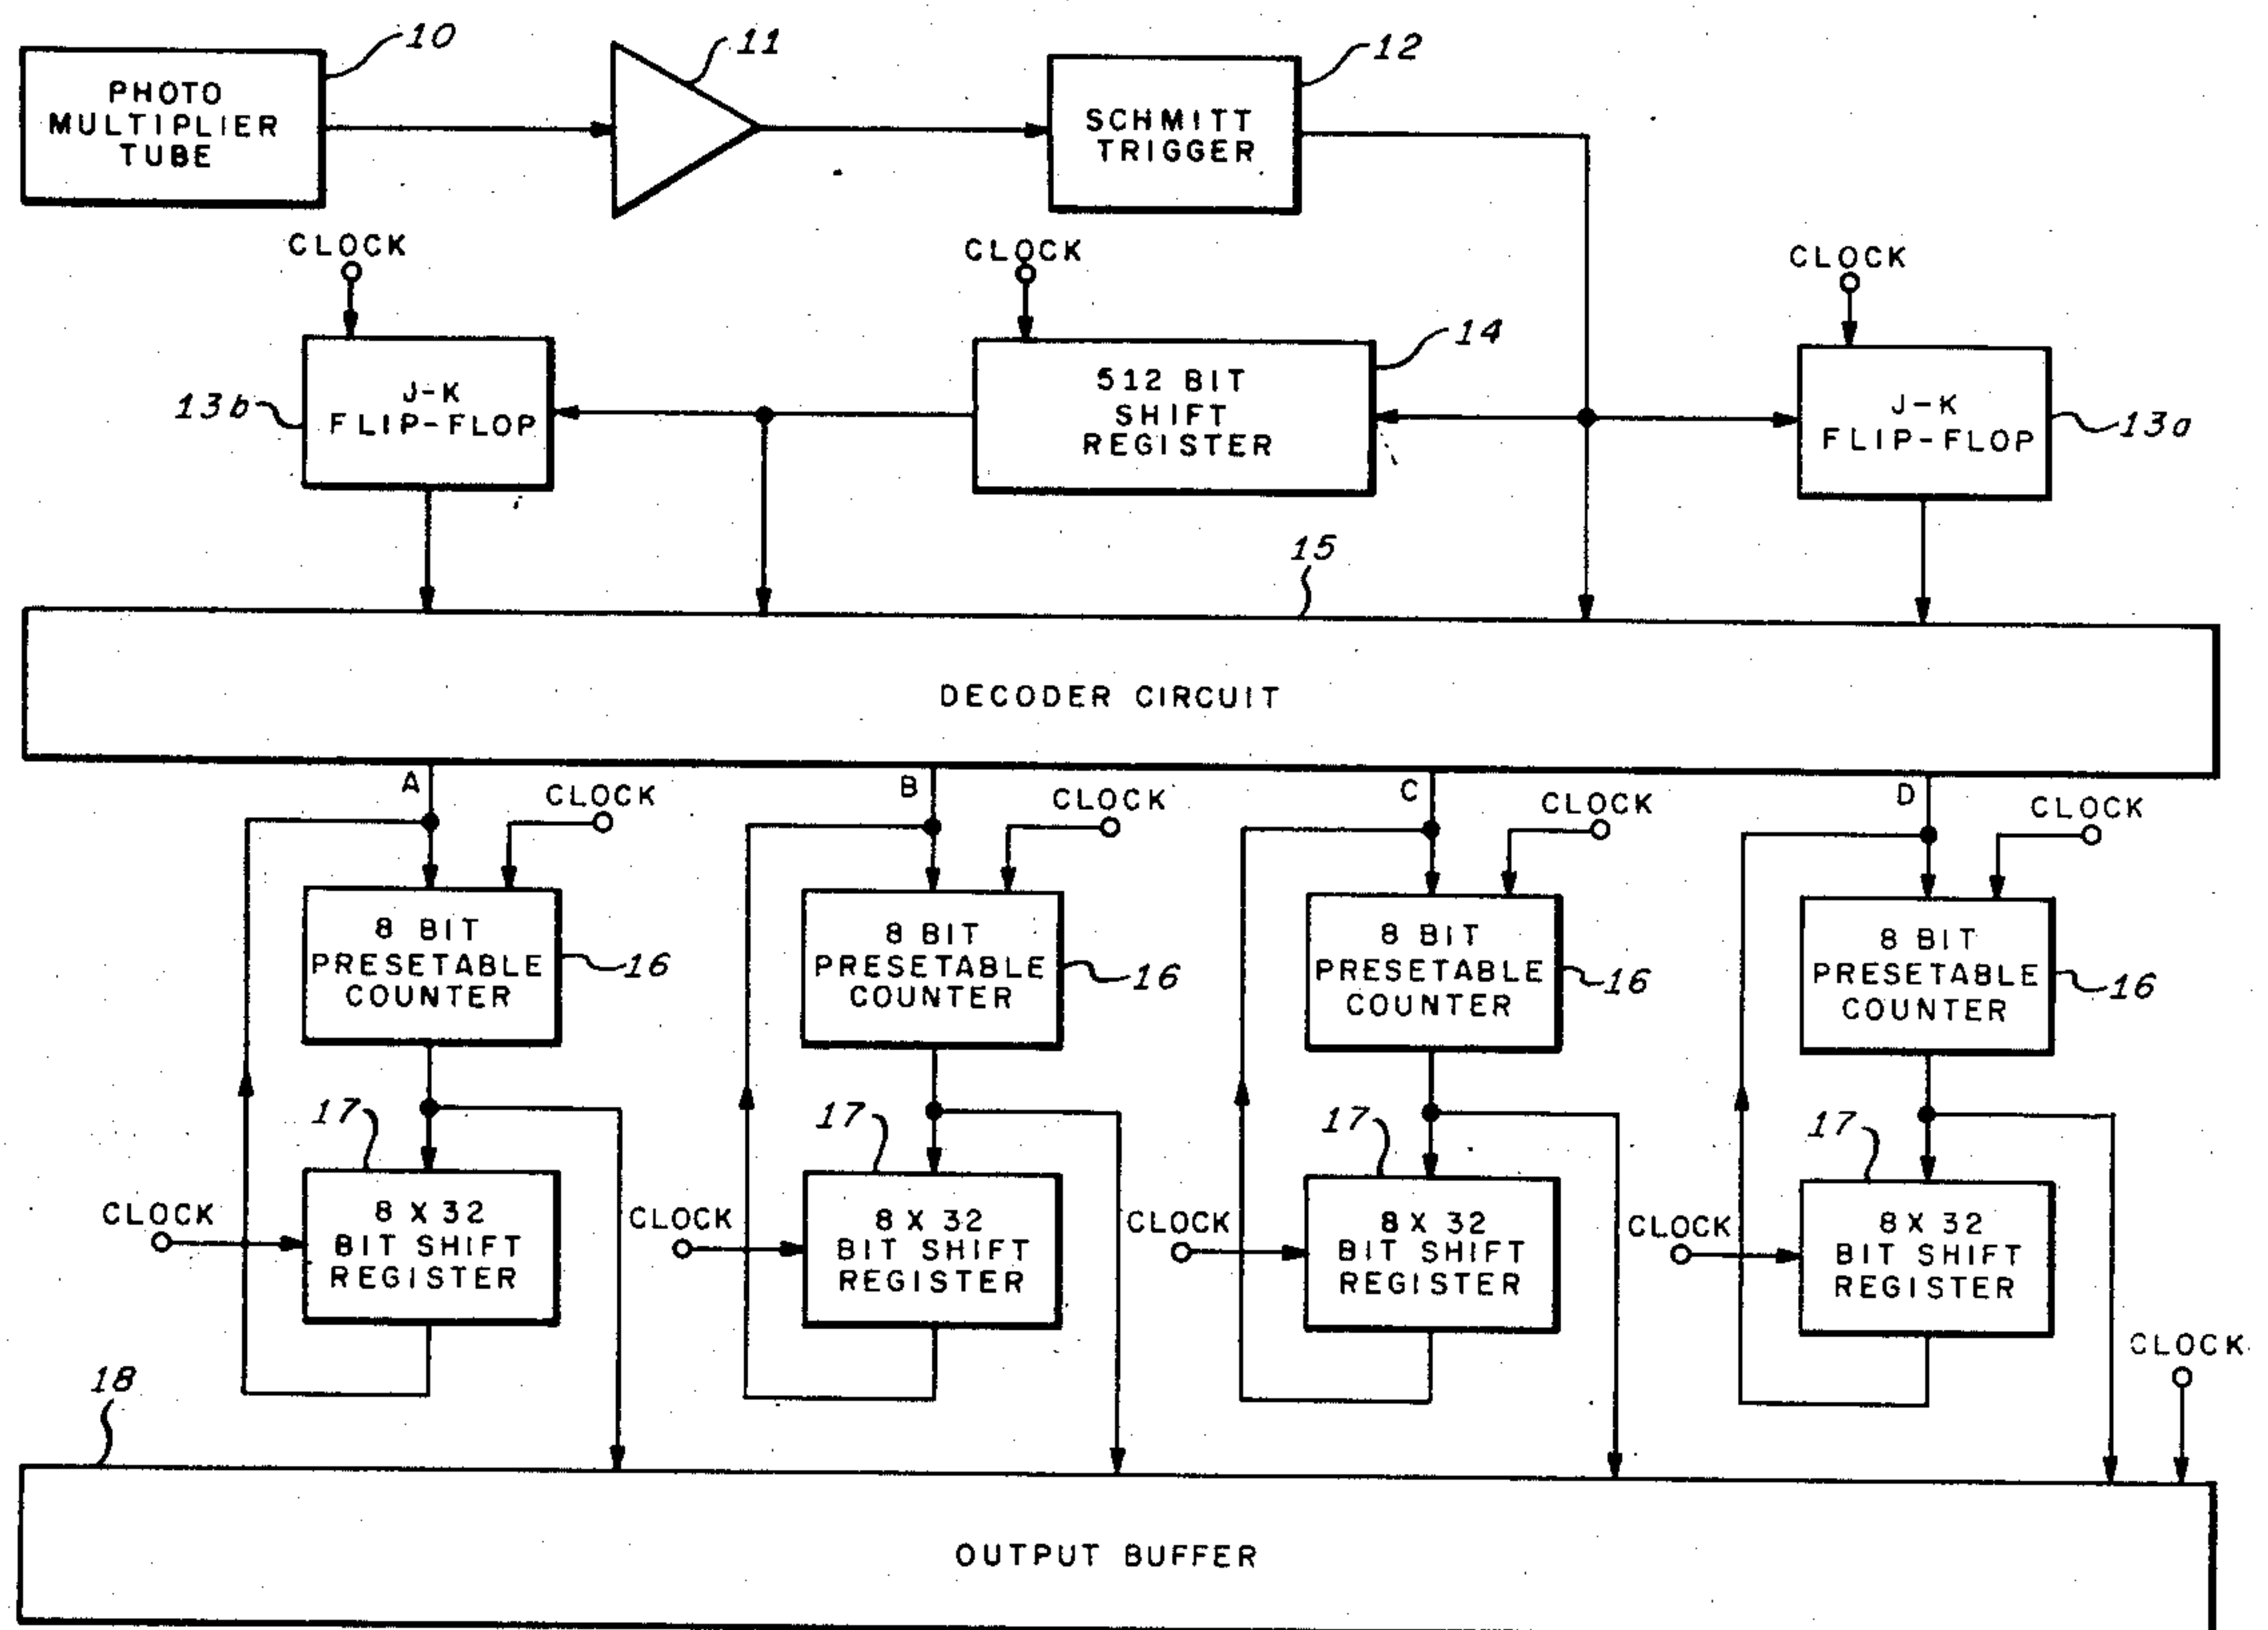 10
11
12
PHOTO
MULTIPLIER
TUBE
SCHMITT
TRIGGER
CLOCK
CLOCK
CLOCK
14
13b
J-K
FLIP-FLOP
512 BIT
SHIFT
REGISTER
J-K
FLIP-FLOP
13a
15
DECODER CIRCUIT
A
CLOCK
B
CLOCK
C
CLOCK
D
CLOCK
8 BIT
PRESETABLE
COUNTER
16
8 BIT
PRESETABLE
COUNTER
16
8 BIT
PRESETABLE
COUNTER
16
8 BIT
PRESETABLE
COUNTER
16
17
17
17
17
CLOCK
8 X 32
BIT SHIFT
REGISTER
CLOCK
8 X 32
BIT SHIFT
REGISTER
CLOCK
8 X 32
BIT SHIFT
REGISTER
CLOCK
8 X 32
BIT SHIFT
REGISTER
CLOCK
18
OUTPUT BUFFER